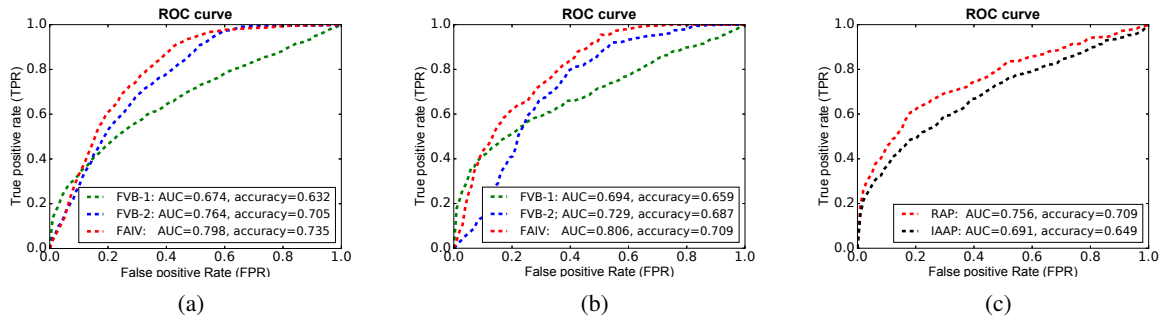 ROC curve
True positive rate (TPR)
1.0
0.8
0.6
0.4
0.2
0.0
FVB-1: AUC=0.674, accuracy=0.632
FVB-2: AUC=0.764, accuracy=0.705
FAIV: AUC=0.798, accuracy=0.735
0.0 0.2 0.4 0.6 0.8 1.0
False positive Rate (FPR)
(a)
ROC curve
True positive rate (TPR)
1.0
0.8
0.6
0.4
0.2
0.0
FVB-1: AUC=0.694, accuracy=0.659
FVB-2: AUC=0.729, accuracy=0.687
FAIV: AUC=0.806, accuracy=0.709
0.0 0.2 0.4 0.6 0.8 1.0
False positive Rate (FPR)
(b)
ROC curve
True positive rate (TPR)
1.0
0.8
0.6
0.4
0.2
0.0
RAP: AUC=0.756, accuracy=0.709
IAAP: AUC=0.691, accuracy=0.649
0.0 0.2 0.4 0.6 0.8 1.0
False positive Rate (FPR)
(c)